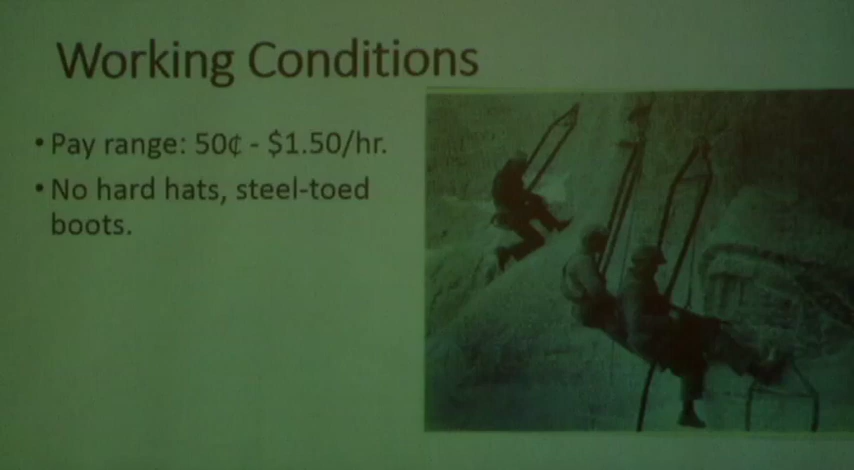 Working Conditions
• Pay range: 50¢ - $1.50/hr.
• No hard hats, steel-toed
boots.